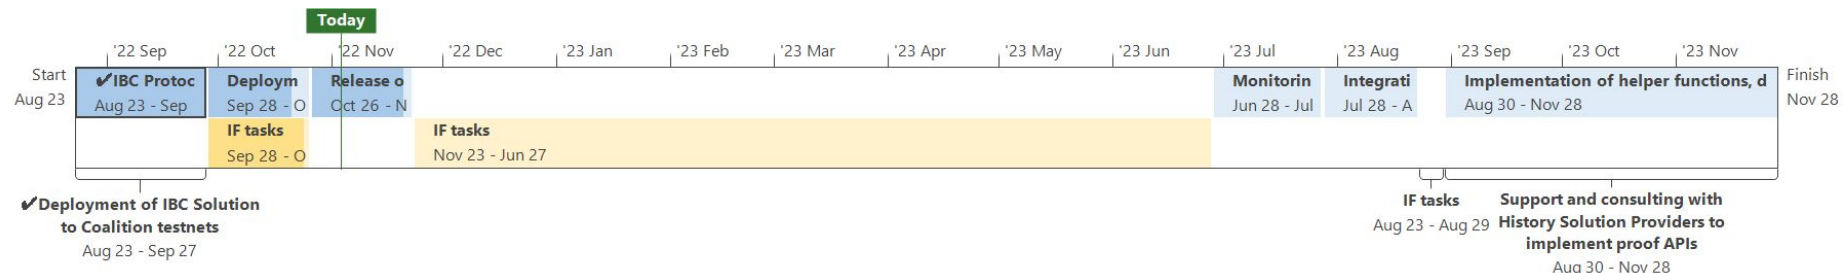 Today
'22 Sep '22 Oct '22 Nov '22 Dec '23 Jan '23 Feb '23 Mar '23 Apr '23 May '23 Jun '23 Jul '23 Aug '23 Sep '23 Oct '23 Nov
Start
Aug 23
✔IBC Protoc
Aug 23 - Sep
Deploym
Sep 28 - O
Release o
Oct 26 - N
Monitorin
Jun 28 - Jul
Integrati
Jul 28 - A
Implementation of helper functions, d
Aug 30 - Nov 28
Finish
Nov 28
IF tasks
Sep 28 - O
IF tasks
Nov 23 - Jun 27
✔Deployment of IBC Solution
to Coalition testnets
Aug 23 - Sep 27
IF tasks
Aug 23 - Aug 29
Support and consulting with
History Solution Providers to
implement proof APIs
Aug 30 - Nov 28